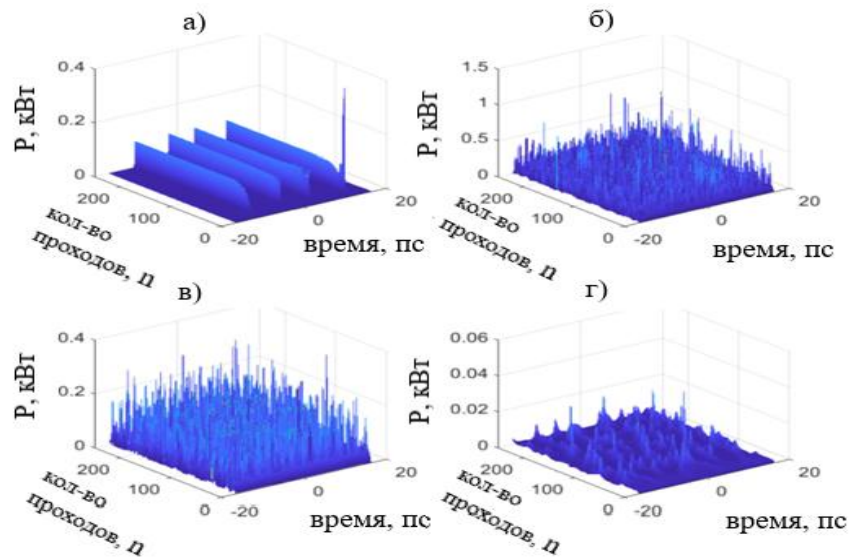 а)
0.4
0.2
0
P, кВт
200
100
0
кол-во
проходов, n
-20
0
20
время, пс
б)
1.5
1
0.5
0
P, кВт
200
100
0
кол-во
проходов, n
-20
0
20
время, пс
в)
0.4
0.2
0
P, кВт
200
100
0
кол-во
проходов, n
-20
0
20
время, пс
г)
0.06
0.04
0.02
0
P, кВт
200
100
0
кол-во
проходов, n
-20
0
20
время, пс